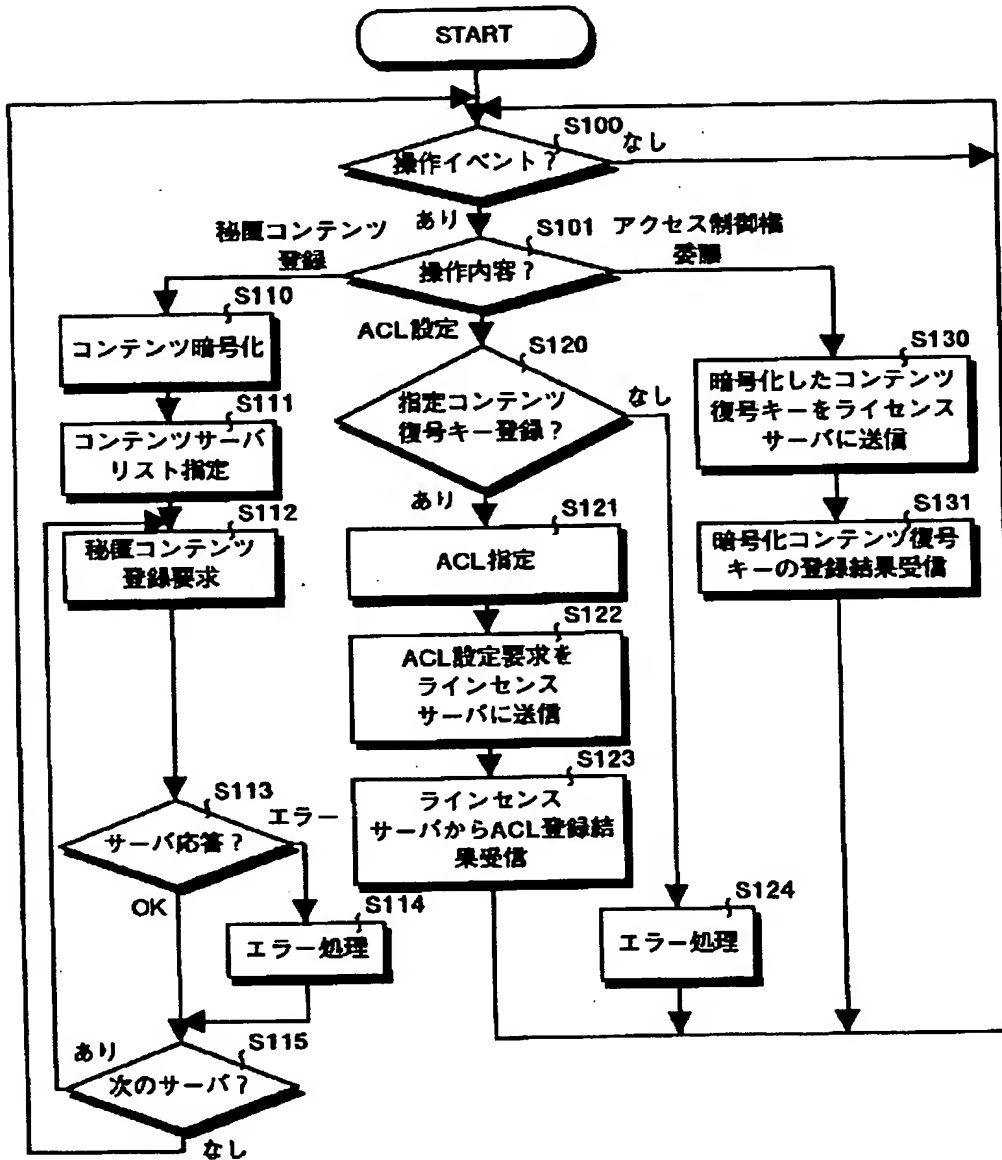 START
S100
なし
操作イベント？
あり
秘匿コンテンツ
登録
S101
アクセス制御権
委譲
操作内容？
S110
コンテンツ暗号化
S111
コンテンツサーバ
リスト指定
S112
秘匿コンテンツ
登録要求
S113
エラー
サーバ応答？
OK
S114
エラー処理
S115
あり
次のサーバ？
なし
ACL設定
S120
なし
指定コンテンツ
復号キー登録？
あり
S121
ACL指定
S122
ACL設定要求を
ラインセンス
サーバに送信
S123
ラインセンス
サーバからACL登録結
果受信
S124
エラー処理
S130
暗号化したコンテンツ
復号キーをライセンス
サーバに送信
S131
暗号化コンテンツ復号
キーの登録結果受信